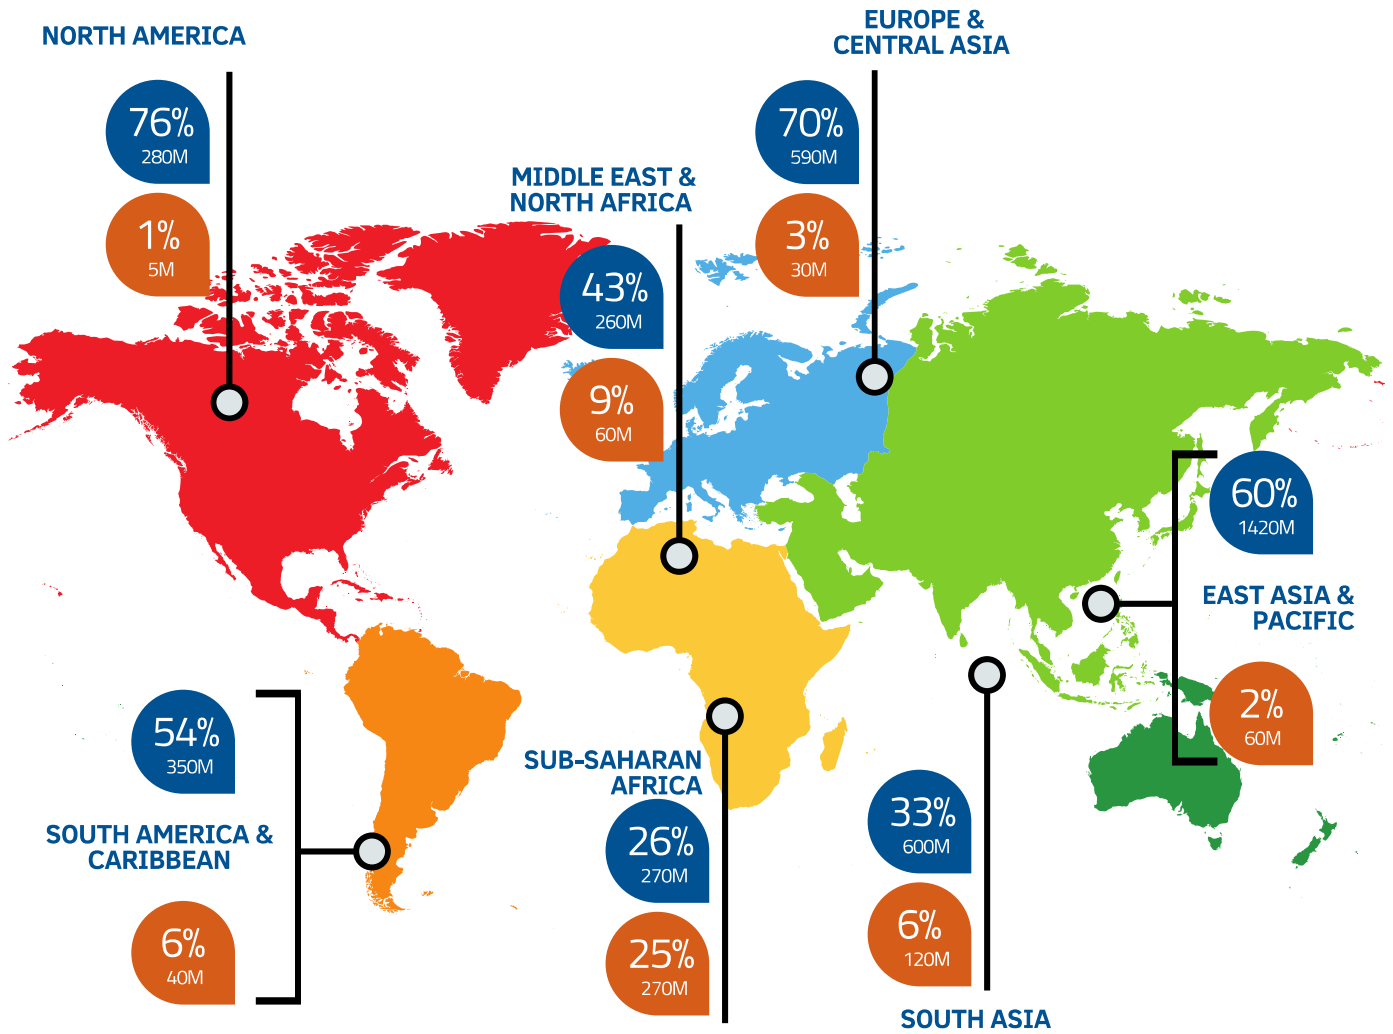 NORTH AMERICA
76%
280M
1%
5M
EUROPE &
CENTRAL ASIA
70%
590M
3%
30M
MIDDLE EAST &
NORTH AFRICA
43%
260M
9%
60M
60%
1420M
EAST ASIA &
PACIFIC
2%
60M
54%
350M
SOUTH AMERICA &
CARIBBEAN
6%
40M
SUB-SAHARAN
AFRICA
26%
270M
25%
270M
33%
600M
6%
120M
SOUTH ASIA